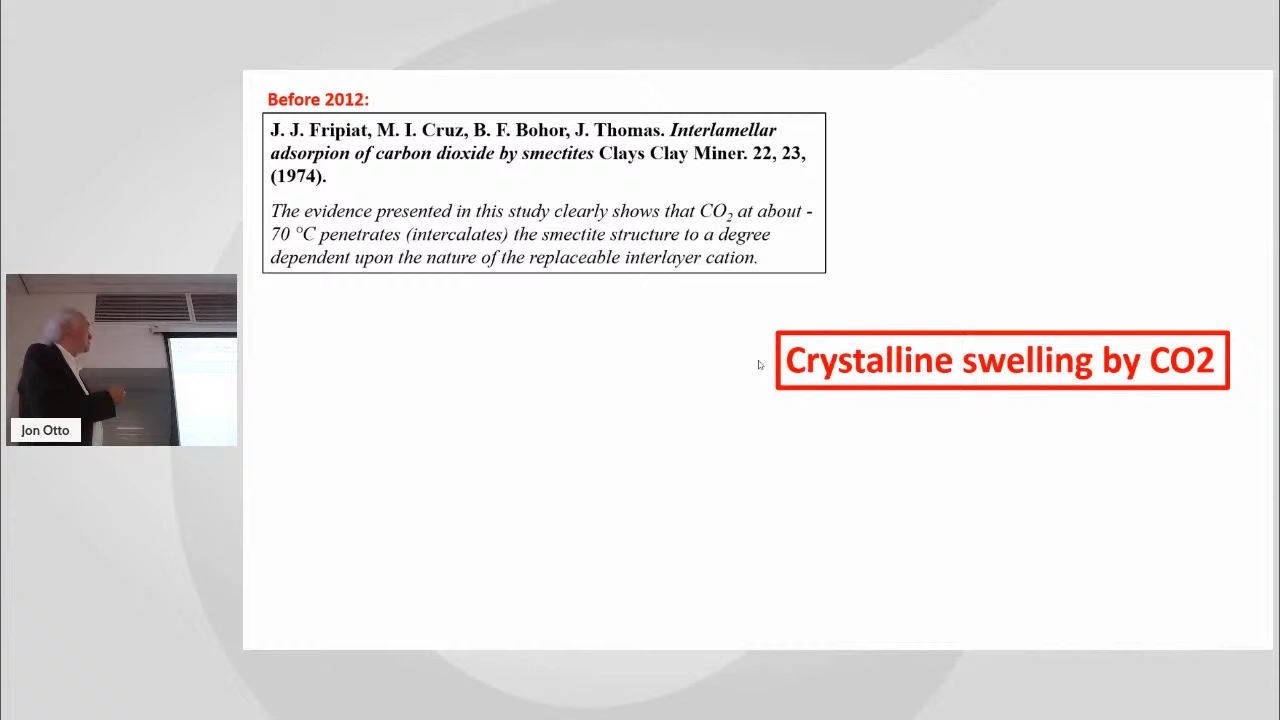 Before 2012:
J. J. Fripiat, M. I. Cruz, B. F. Bohor, J. Thomas. Interlamellar
adsorpion of carbon dioxide by smectites Clays Clay Miner. 22, 23,
(1974).
The evidence presented in this study clearly shows that CO2 at about -
70 °C penetrates (intercalates) the smectite structure to a degree
dependent upon the nature of the replaceable interlayer cation.
Crystalline swelling by CO2
Jon Otto